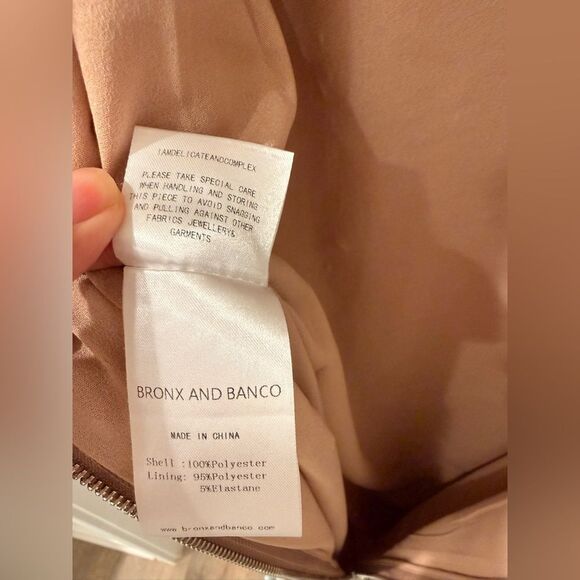 IAMDELICATEANDCOMPLEX
PLEASE TAKE SPECIAL CARE
WHEN HANDLING AND STORING
THIS PIECE TO AVOID SNAGGING
AND PULLING AGAINST OTHER
FABRICS JEWELLERY&
GARMENTS
BRONX AND BANCO
MADE IN CHINA
Shell :100%Polyester
Lining: 95%Polyester
5%Elastane
www.bronxandbanco.com